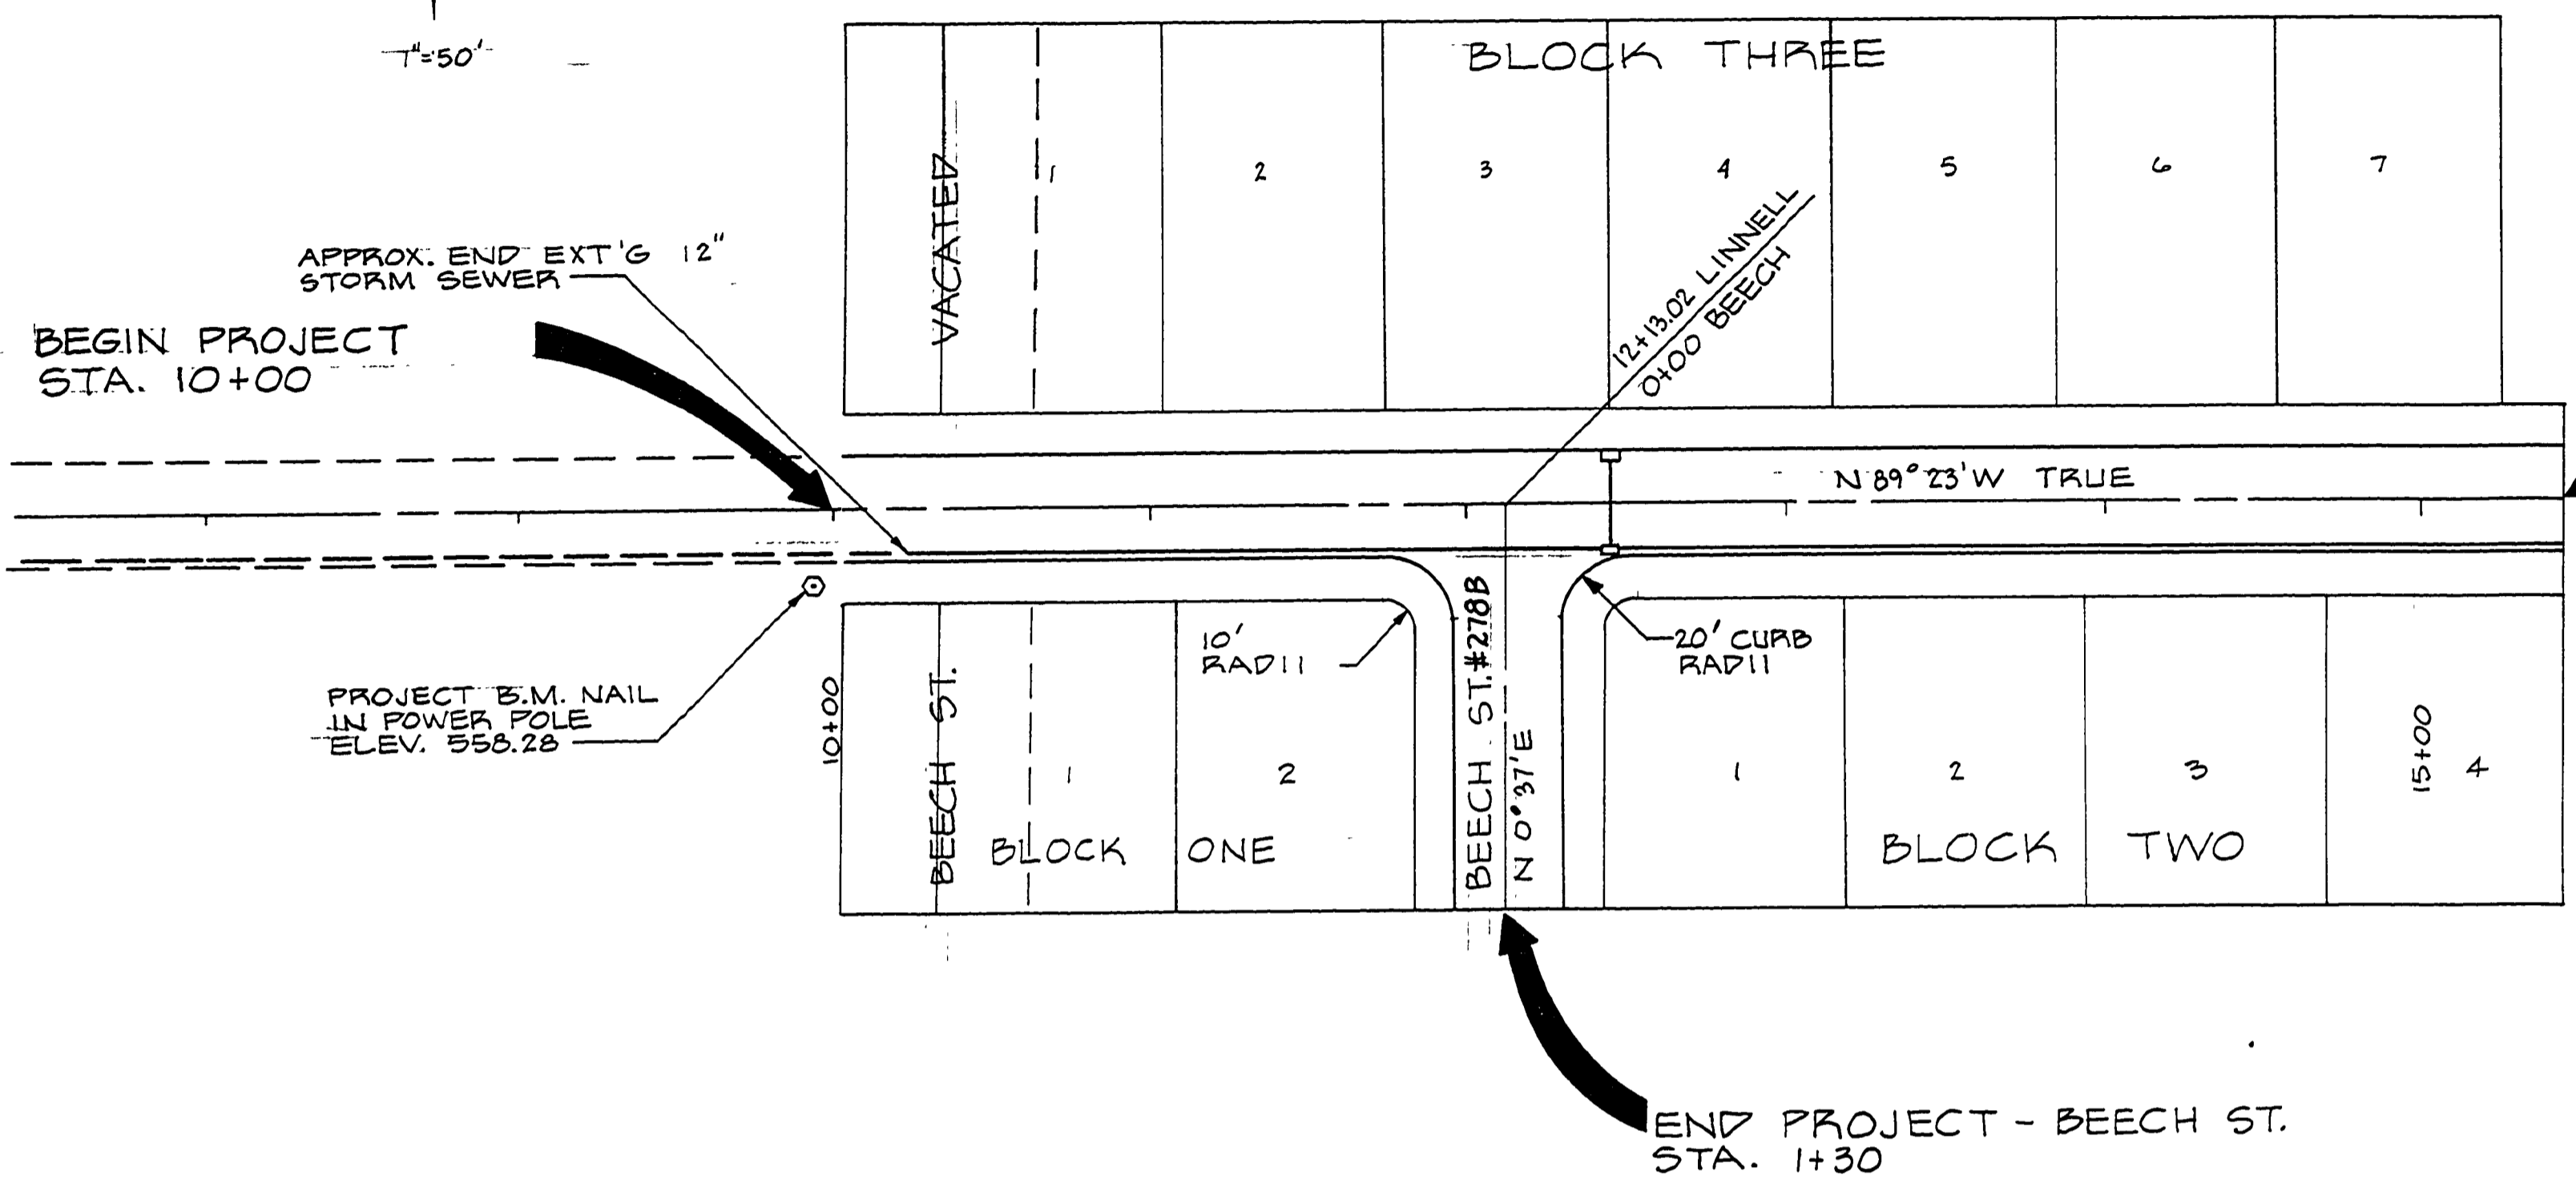 1"=50'
BLOCK THREE
VACATED
1
2
3
4
5
6
7
APPROX. END EXT'G 12"
STORM SEWER
BEGIN PROJECT
STA. 10+00
12+13.02 LINNELL
0+00 BEECH
N 89°23'W TRUE
PROJECT B.M. NAIL
IN POWER POLE
ELEV. 558.28
10+00
BEECH ST.
10'
RADII
BEECH ST. #278B
N 0°37'E
20' CURB
RADII
1
2
BLOCK ONE
1
2
3
15+00
4
BLOCK TWO
END PROJECT - BEECH ST.
STA. 1+30